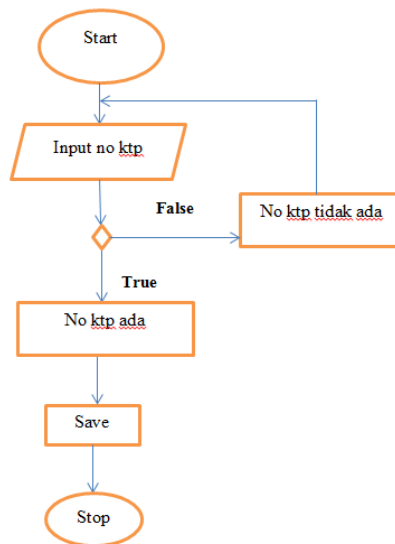 Start
Input no ktp
False
No ktp tidak ada
True
No ktp ada
Save
Stop